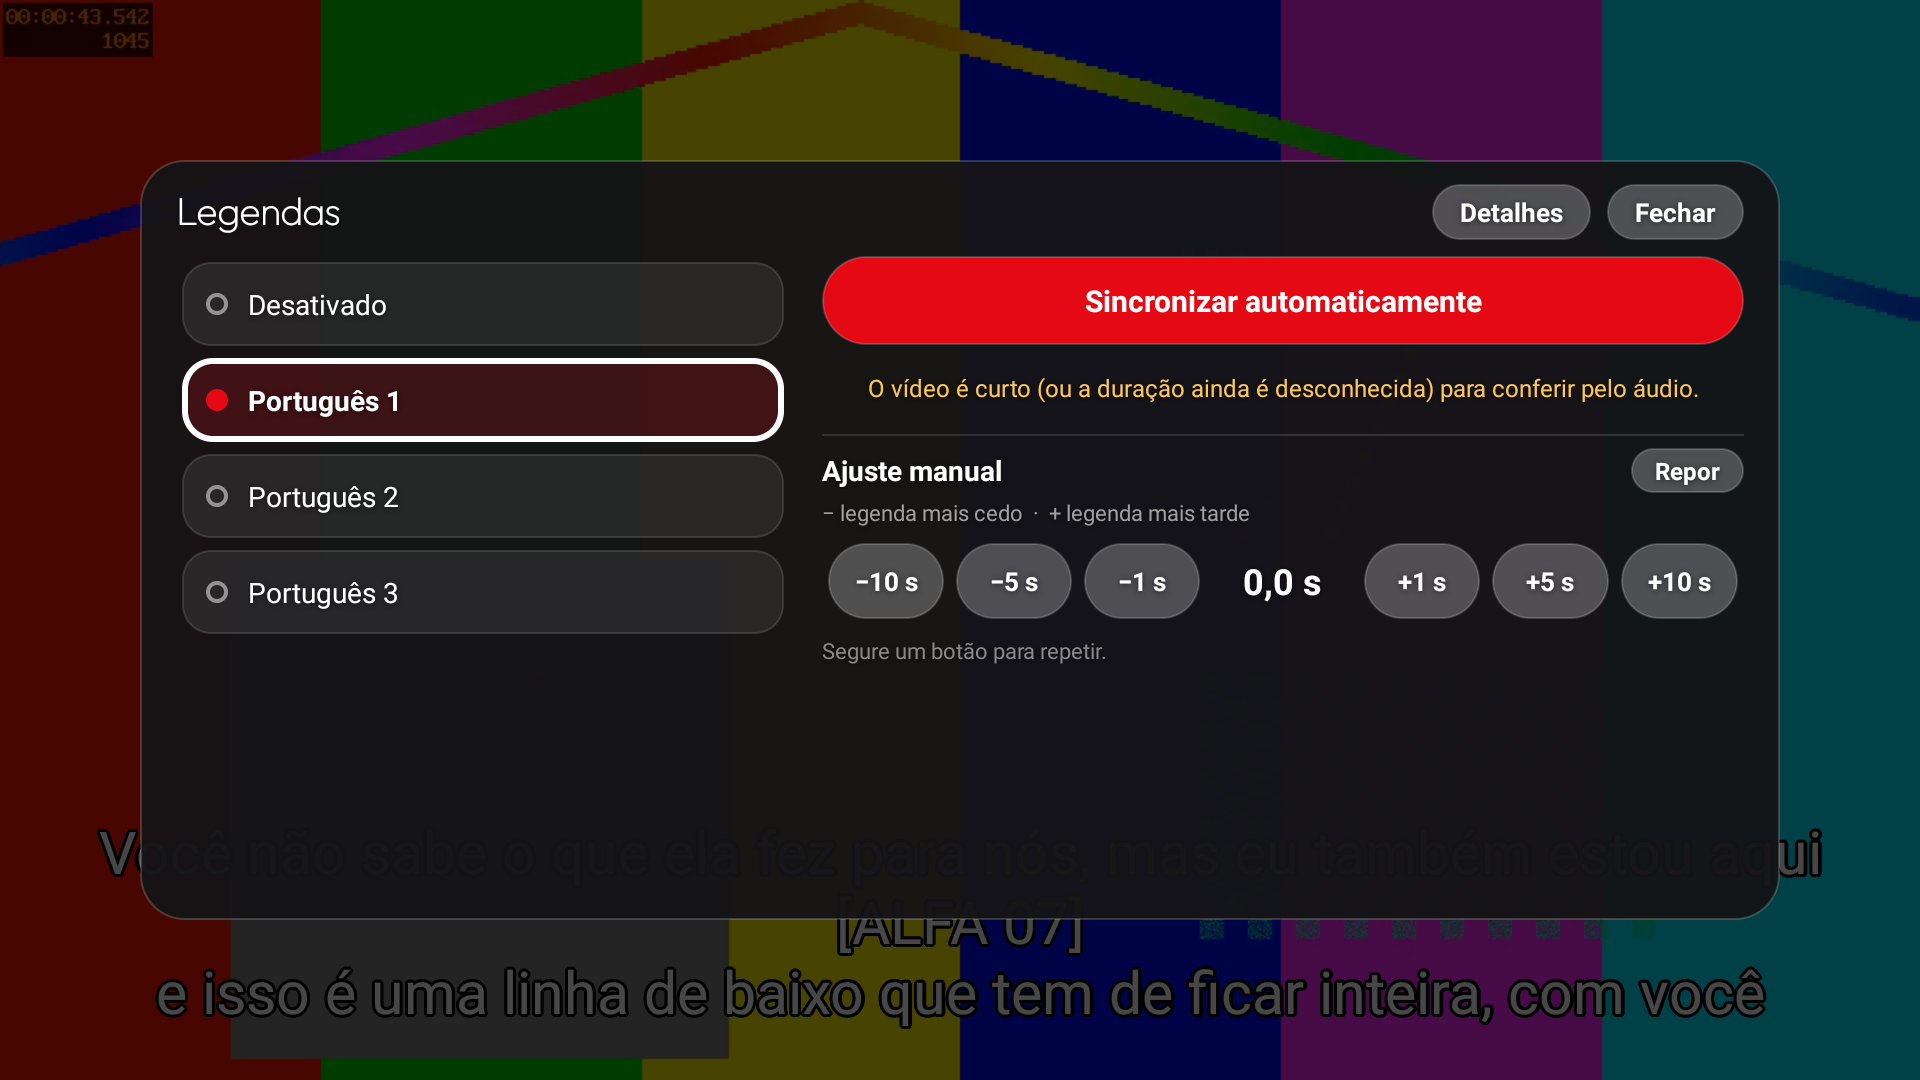 00:00:43.542
1045
Legendas
Detalhes
Fechar
Desativado
Português 1
Português 2
Português 3
Sincronizar automaticamente
O vídeo é curto (ou a duração ainda é desconhecida) para conferir pelo áudio.
Ajuste manual
Repor
− legenda mais cedo · + legenda mais tarde
−10 s
−5 s
−1 s
0,0 s
+1 s
+5 s
+10 s
Segure um botão para repetir.
Você não sabe o que ela fez para nós, mas eu também estou aqui
[ALFA 07]
e isso é uma linha de baixo que tem de ficar inteira, com você